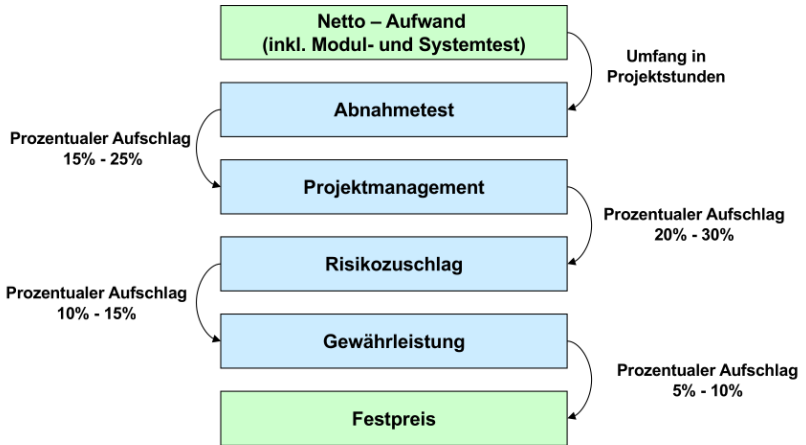 Netto – Aufwand
(inkl. Modul- und Systemtest)
Umfang in
Projektstunden
Abnahmetest
Prozentualer Aufschlag
15% - 25%
Projektmanagement
Prozentualer Aufschlag
20% - 30%
Risikozuschlag
Prozentualer Aufschlag
10% - 15%
Gewährleistung
Prozentualer Aufschlag
5% - 10%
Festpreis